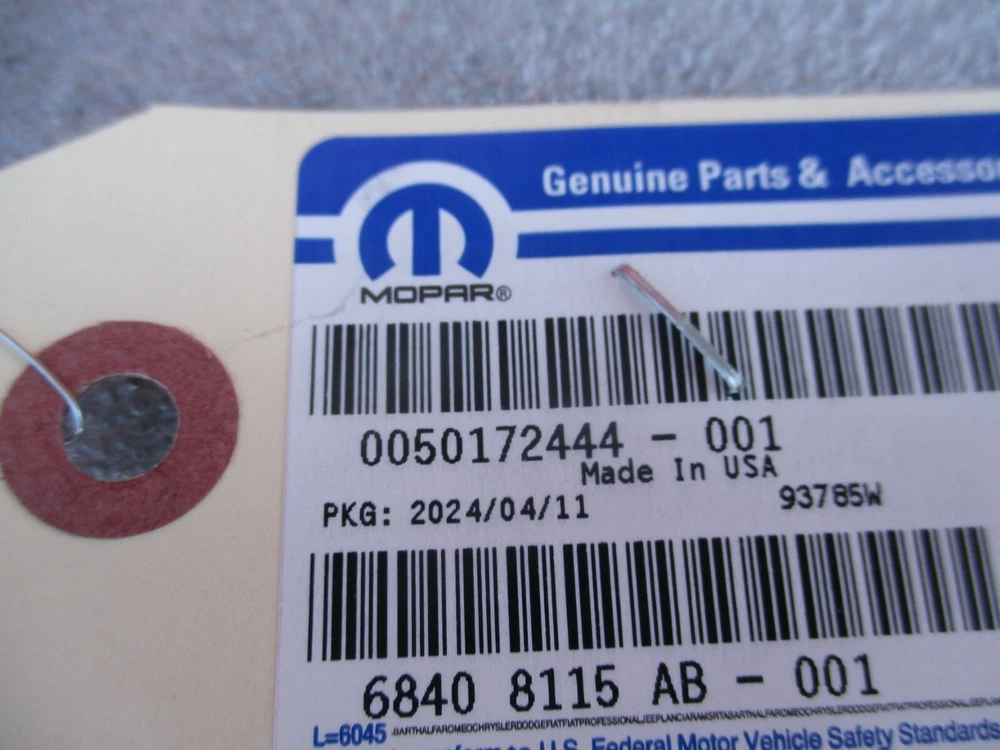 Genuine Parts & Accesso
MOPAR®
0050172444 - 001
Made In USA
PKG: 2024/04/11 93785W
6840 8115 AB - 001
L=6045
to U.S. Federal Motor Vehicle Safety Standards